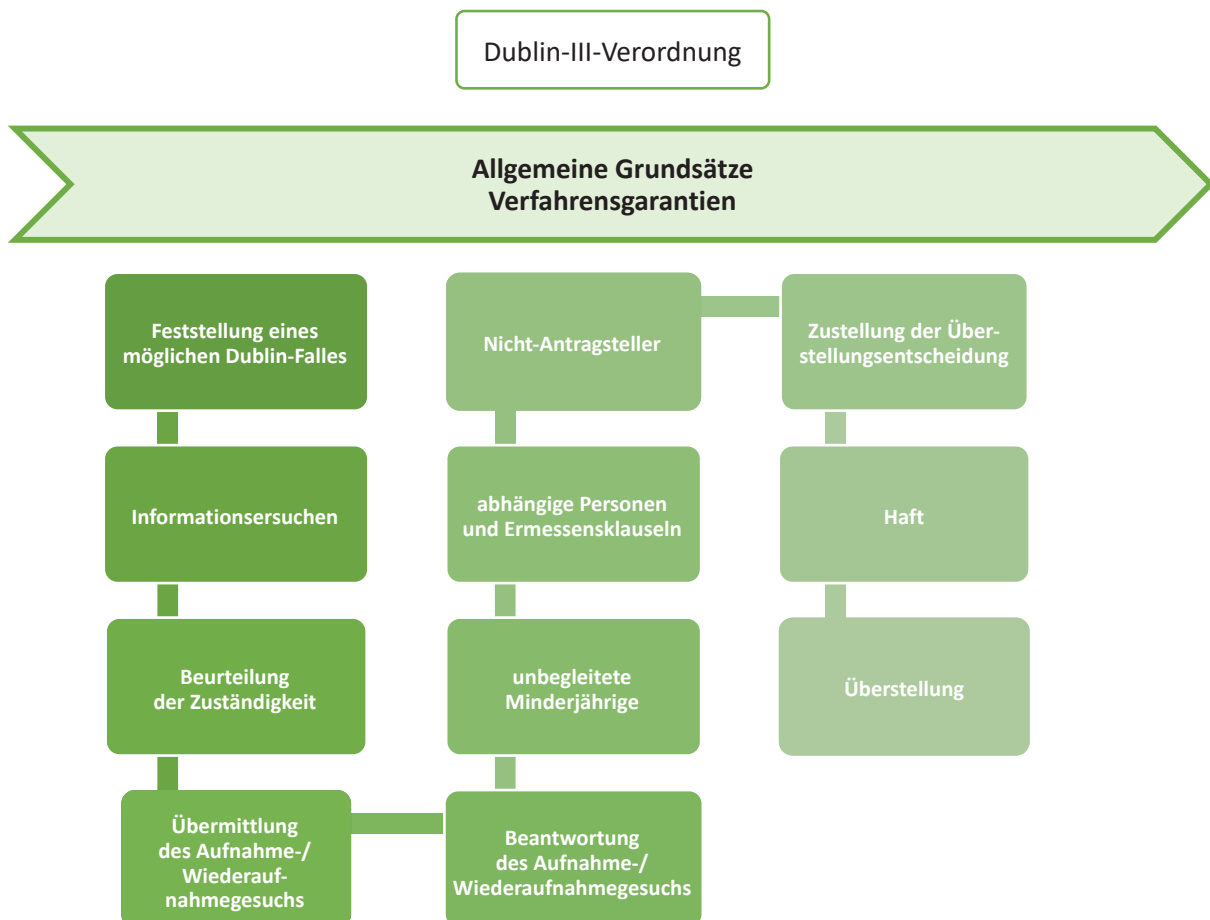 Dublin-III-Verordnung
Allgemeine Grundsätze
Verfahrensgarantien
Feststellung eines
möglichen Dublin-Falles
Informationsersuchen
Beurteilung
der Zuständigkeit
Übermittlung
des Aufnahme-/
Wiederauf-
nahmegesuchs
Beantwortung
des Aufnahme-/
Wiederaufnahmegesuchs
unbegleitete
Minderjährige
abhängige Personen
und Ermessensklauseln
Nicht-Antragsteller
Zustellung der Über-
stellungsentscheidung
Haft
Überstellung